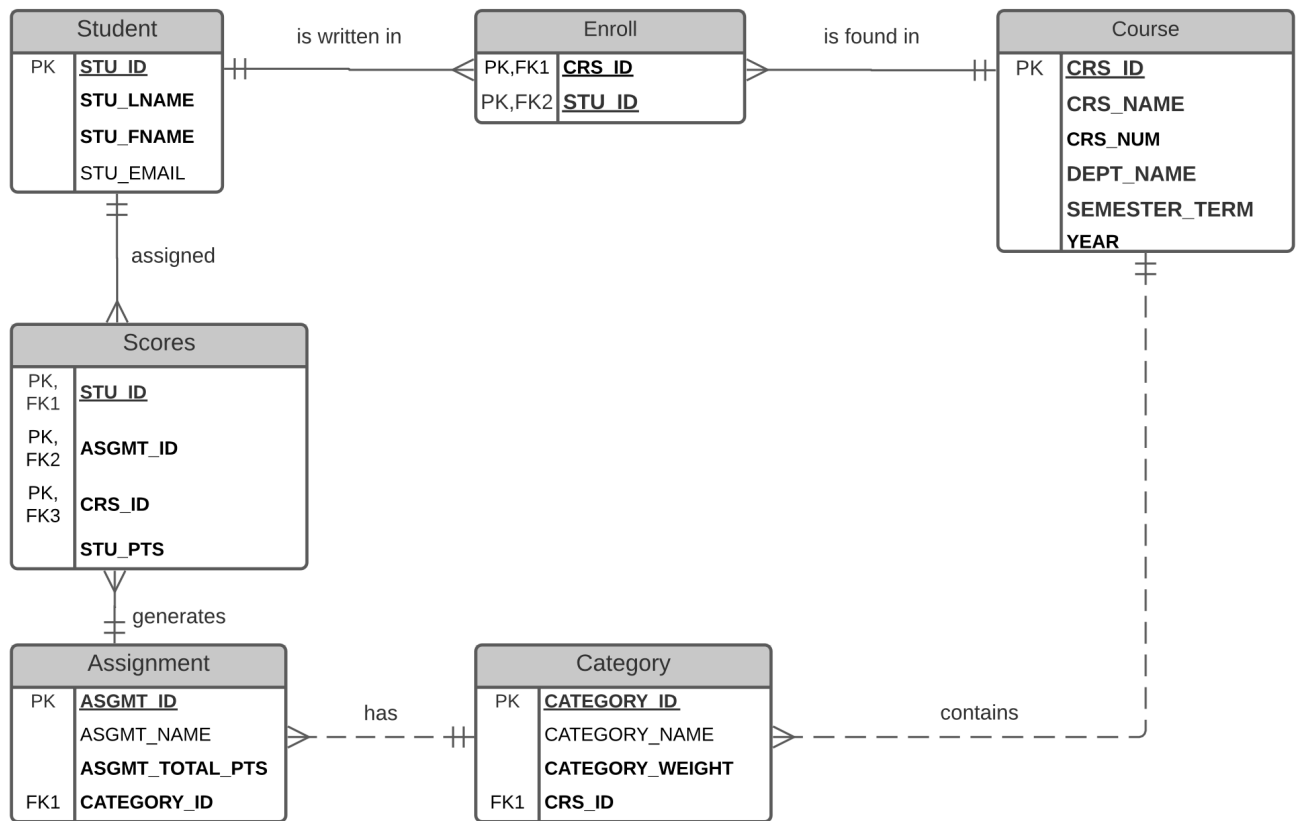 Student
PK STU_ID
STU_LNAME
STU_FNAME
STU_EMAIL
is written in
Enroll
PK,FK1 CRS_ID
PK,FK2 STU_ID
is found in
Course
PK CRS_ID
CRS_NAME
CRS_NUM
DEPT_NAME
SEMESTER_TERM
YEAR
assigned
Scores
PK,
FK1 STU_ID
PK,
FK2 ASGMT_ID
PK,
FK3 CRS_ID
STU_PTS
generates
Assignment
PK ASGMT_ID
ASGMT_NAME
ASGMT_TOTAL_PTS
FK1 CATEGORY_ID
has
Category
PK CATEGORY_ID
CATEGORY_NAME
CATEGORY_WEIGHT
FK1 CRS_ID
contains